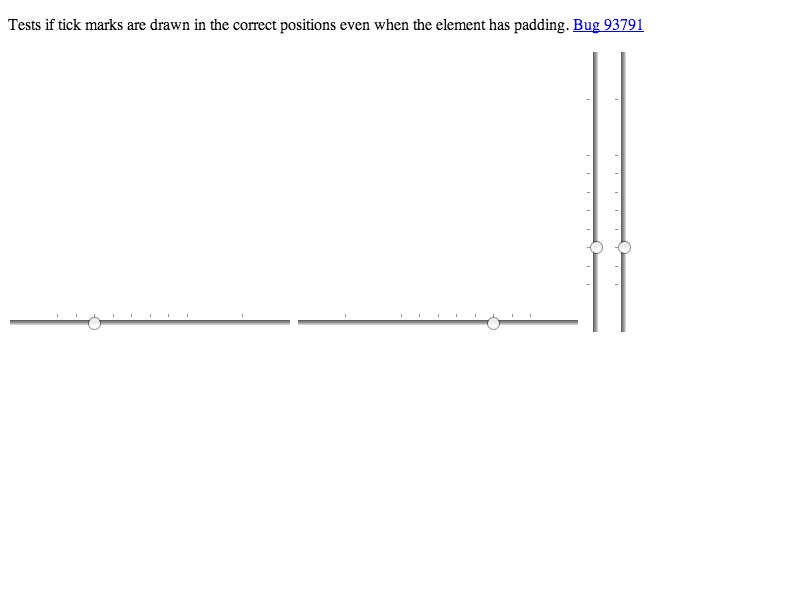 Tests if tick marks are drawn in the correct positions even when the element has padding. Bug 93791